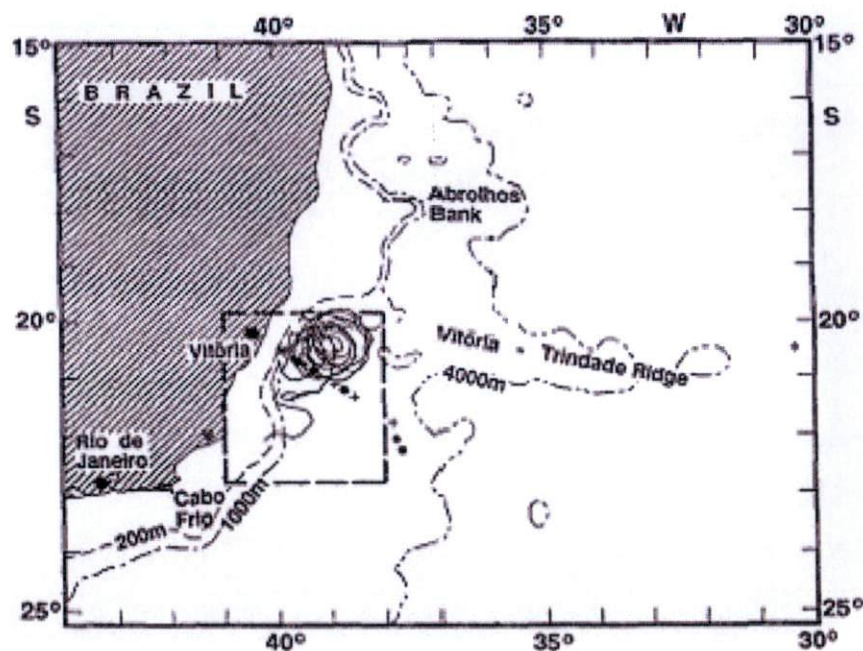 40° 35° W 30°
15° 15°
BRAZIL
S S
Abrolhos
Bank
20° 20°
Vitória
Vitória Trindade Ridge
4000m
Rio de
Janeiro
Cabo
Frio
200m
1000m
25° 25°
40° 35° 30°